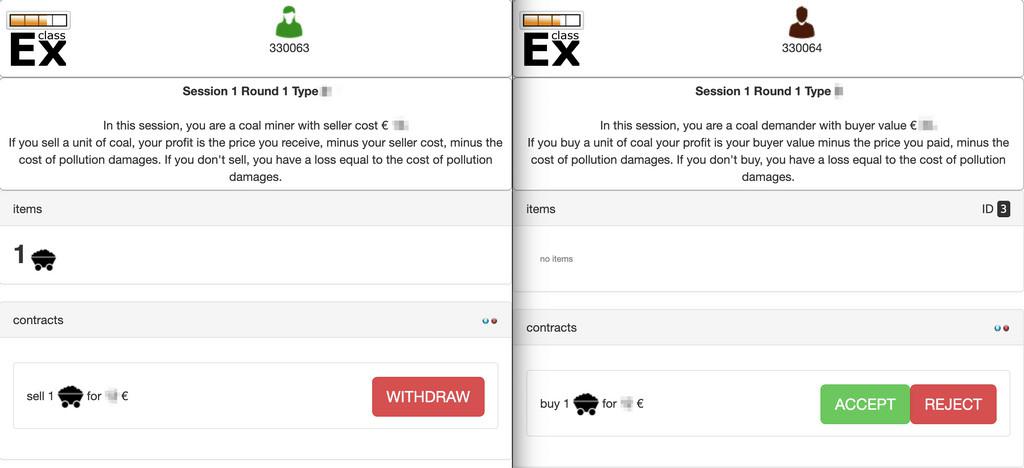 class
Ex
330063
Session 1 Round 1 Type
In this session, you are a coal miner with seller cost €
If you sell a unit of coal, your profit is the price you receive, minus your seller cost, minus the
cost of pollution damages. If you don't sell, you have a loss equal to the cost of pollution
damages.
items
1
contracts
sell 1 for €
WITHDRAW
class
Ex
330064
Session 1 Round 1 Type
In this session, you are a coal demander with buyer value €
If you buy a unit of coal your profit is your buyer value minus the price you paid, minus the
cost of pollution damages. If you don't buy, you have a loss equal to the cost of pollution
damages.
items ID 3
no items
contracts
buy 1 for €
ACCEPT REJECT